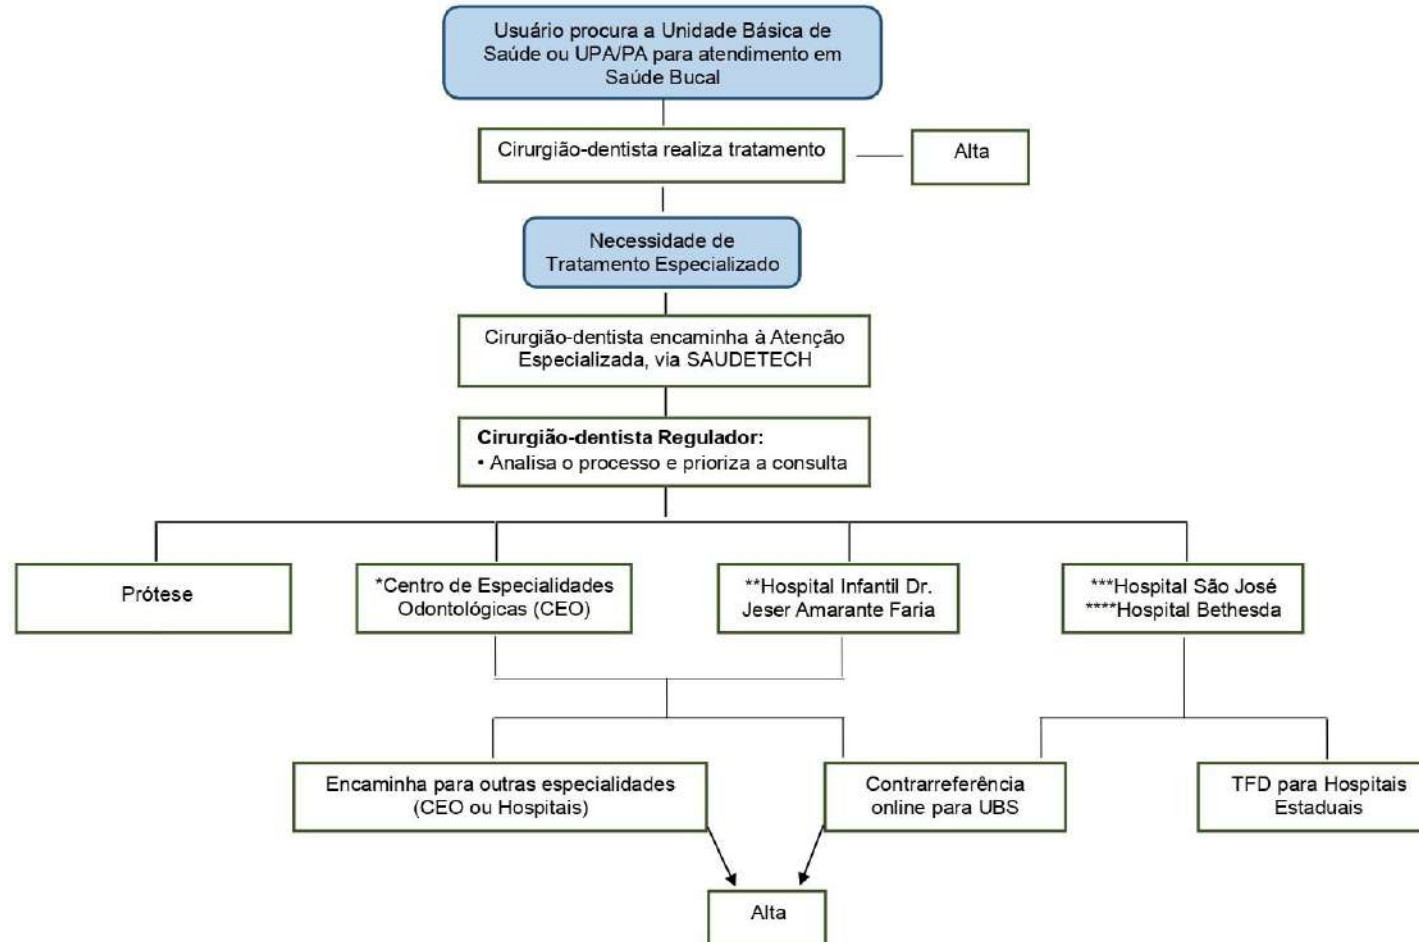 Usuário procura a Unidade Básica de
Saúde ou UPA/PA para atendimento em
Saúde Bucal
Cirurgião-dentista realiza tratamento
Alta
Necessidade de
Tratamento Especializado
Cirurgião-dentista encaminha à Atenção
Especializada, via SAUDETECH
Cirurgião-dentista Regulador:
• Analisa o processo e prioriza a consulta
Prótese
*Centro de Especialidades
Odontológicas (CEO)
**Hospital Infantil Dr.
Jeser Amarante Faria
***Hospital São José
****Hospital Bethesda
Encaminha para outras especialidades
(CEO ou Hospitais)
Contrarreferência
online para UBS
TFD para Hospitais
Estaduais
Alta